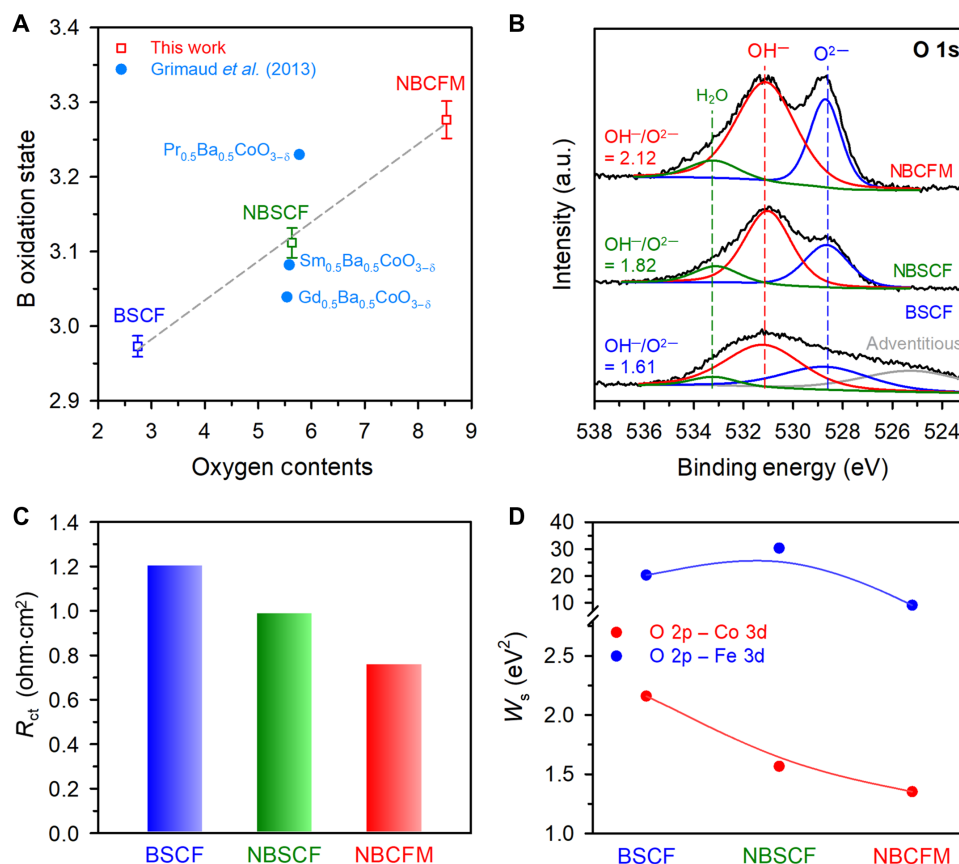 A
3.4
3.3
3.2
3.1
3.0
2.9
B oxidation state
This work
Grimaud et al. (2013)
NBCFM
Pr0.5Ba0.5CoO3−δ
NBSCF
Sm0.5Ba0.5CoO3−δ
Gd0.5Ba0.5CoO3−δ
BSCF
2 3 4 5 6 7 8 9
Oxygen contents
B
O 1s
Intensity (a.u.)
OH− O2−
H2O
OH−/O2−
= 2.12
NBCFM
OH−/O2−
= 1.82
NBSCF
BSCF
OH−/O2−
= 1.61
Adventitious
538 536 534 532 530 528 526 524
Binding energy (eV)
C
1.4
1.2
1.0
0.8
0.6
0.4
0.2
0.0
Rct (ohm·cm2)
BSCF NBSCF NBCFM
D
40
30
20
10
2.5
2.0
1.5
1.0
Ws (eV2)
O 2p – Co 3d
O 2p – Fe 3d
BSCF NBSCF NBCFM